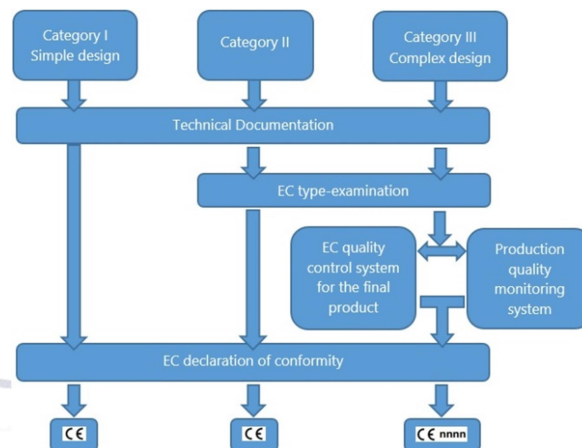 Category I
Simple design
Category II
Category III
Complex design
Technical Documentation
EC type-examination
EC quality
control system
for the final
product
Production
quality
monitoring
system
EC declaration of conformity
CE
CE
CE nnnn